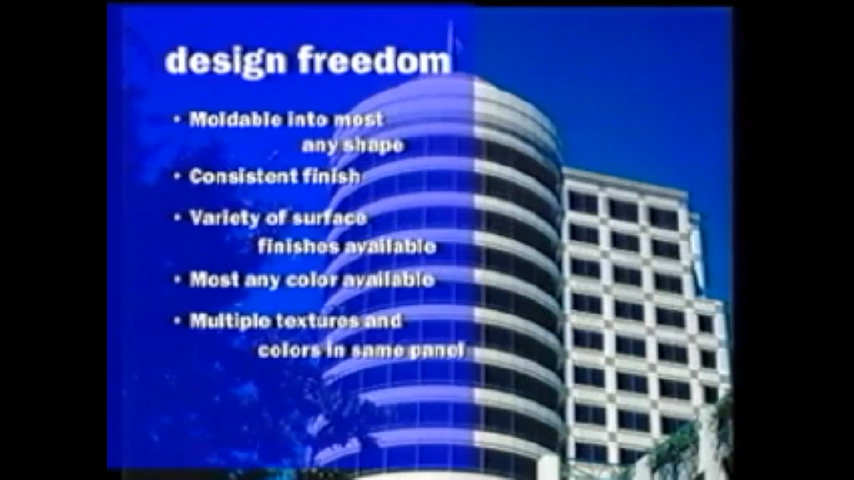 design freedom
• Moldable into most
any shape
• Consistent finish
• Variety of surface
finishes available
• Most any color available
• Multiple textures and
colors in same panel